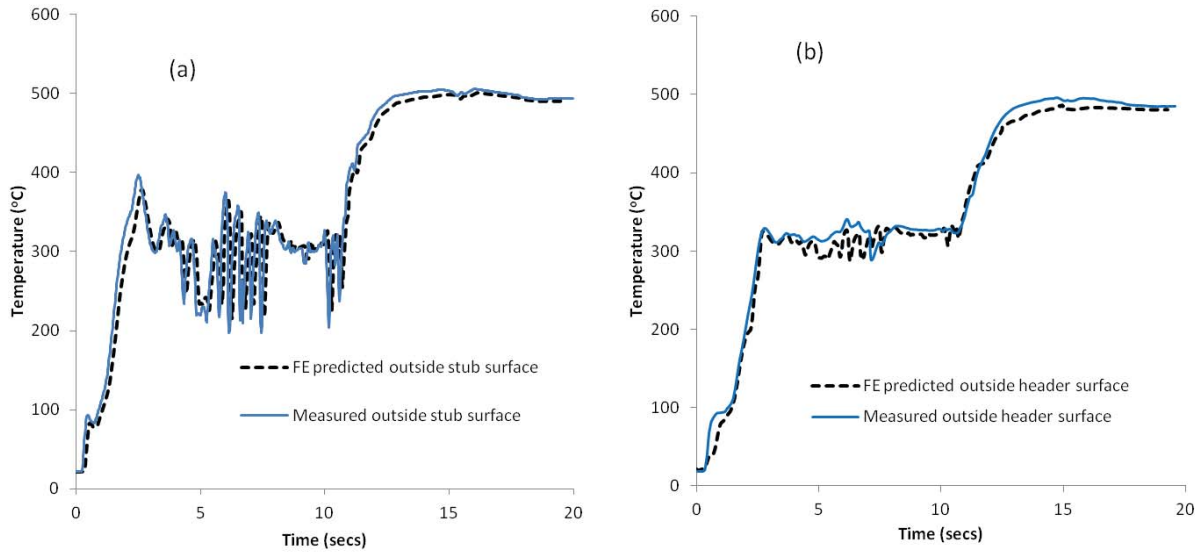 600
500
400
300
200
100
0
Temperature (°C)
(a)
FE predicted outside stub surface
Measured outside stub surface
0 5 10 15 20
Time (secs)
600
500
400
300
200
100
0
Temperature (°C)
(b)
FE predicted outside header surface
Measured outside header surface
0 5 10 15 20
Time (secs)